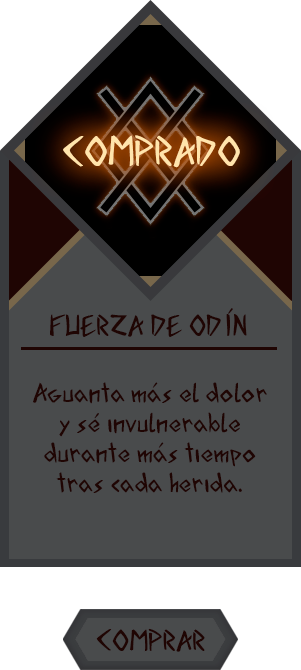 COMPRADO
FUERZA DE ODÍN
Aguanta más el dolor
y sé invulnerable
durante más tiempo
tras cada herida.
COMPRAR